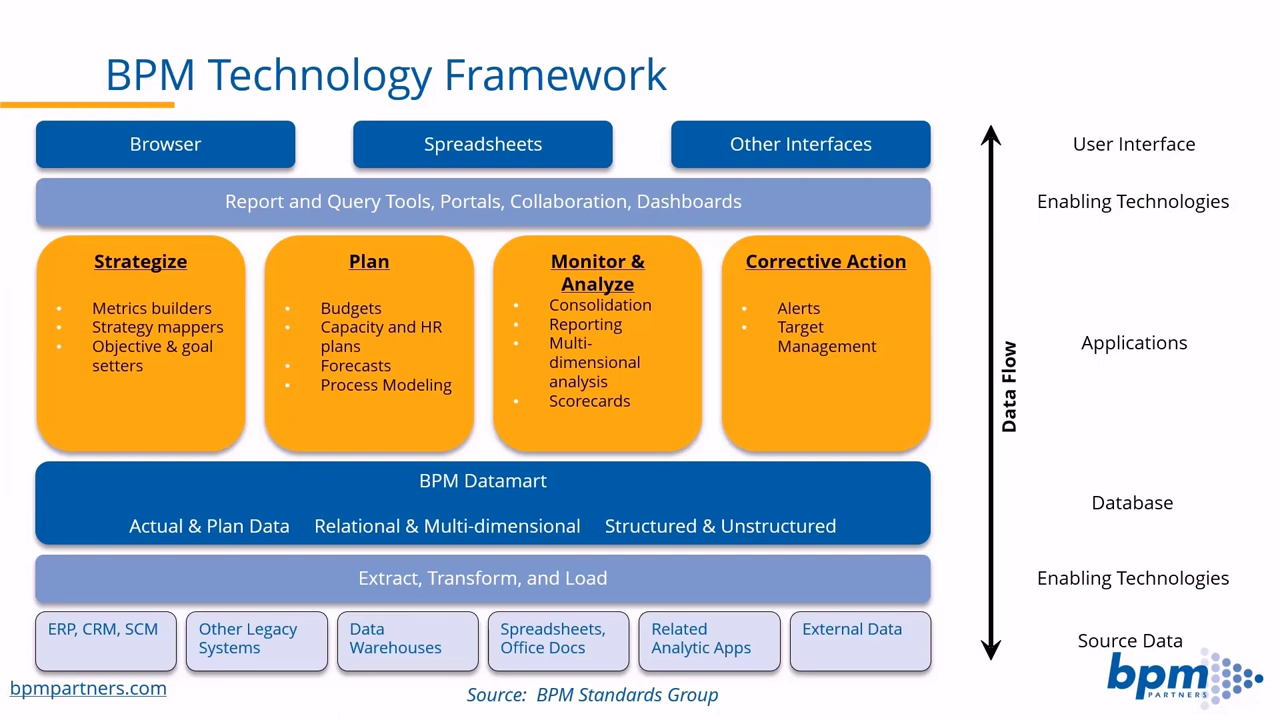 BPM Technology Framework
Browser
Spreadsheets
Other Interfaces
User Interface
Report and Query Tools, Portals, Collaboration, Dashboards
Enabling Technologies
Strategize
• Metrics builders
• Strategy mappers
• Objective & goal
setters
Plan
• Budgets
• Capacity and HR
plans
• Forecasts
• Process Modeling
Monitor &
Analyze
• Consolidation
• Reporting
• Multi-
dimensional
analysis
• Scorecards
Corrective Action
• Alerts
• Target
Management
Applications
Data Flow
BPM Datamart
Actual & Plan Data Relational & Multi-dimensional Structured & Unstructured
Database
Extract, Transform, and Load
Enabling Technologies
ERP, CRM, SCM
Other Legacy
Systems
Data
Warehouses
Spreadsheets,
Office Docs
Related
Analytic Apps
External Data
Source Data
bpmpartners.com
Source: BPM Standards Group
bpm
PARTNERS